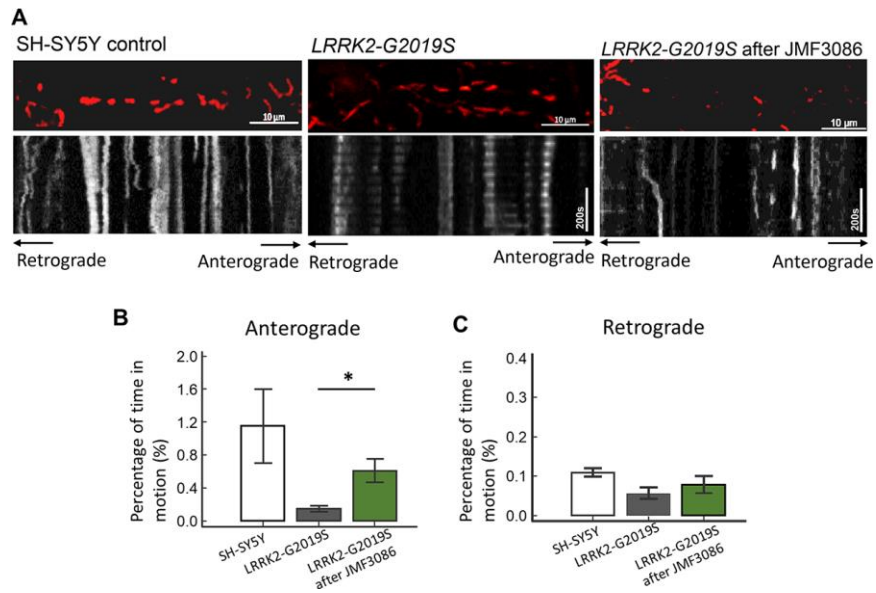 A
SH-SY5Y control
LRRK2-G2019S
LRRK2-G2019S after JMF3086
10 µm
10 µm
10 µm
200s
200s
Retrograde
Anterograde
Retrograde
Anterograde
Retrograde
Anterograde
B
Anterograde
Percentage of time in
motion (%)
2.0
1.6
1.2
0.8
0.4
0.0
*
SH-SY5Y
LRRK2-G2019S
LRRK2-G2019S
after JMF3086
C
Retrograde
Percentage of time in
motion (%)
0.4
0.3
0.2
0.1
0.0
SH-SY5Y
LRRK2-G2019S
LRRK2-G2019S
after JMF3086